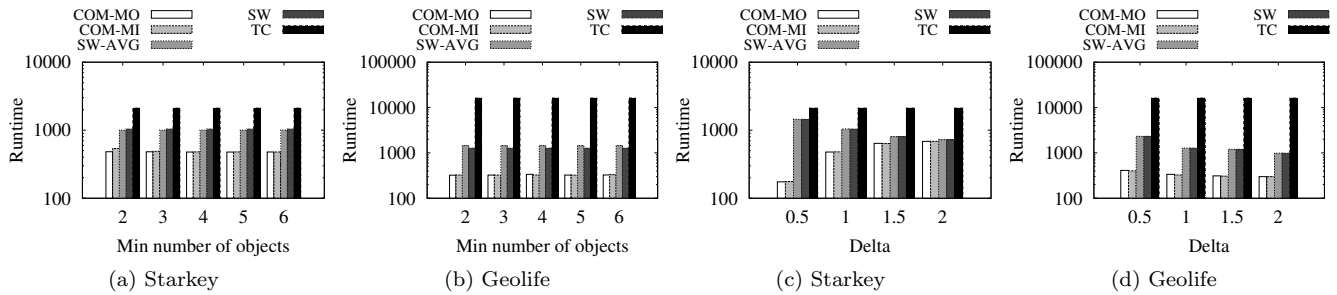 COM-MO
COM-MI
SW-AVG
SW
TC
Runtime
10000
1000
100
2 3 4 5 6
Min number of objects
(a) Starkey
COM-MO
COM-MI
SW-AVG
SW
TC
Runtime
100000
10000
1000
100
2 3 4 5 6
Min number of objects
(b) Geolife
COM-MO
COM-MI
SW-AVG
SW
TC
Runtime
10000
1000
100
0.5 1 1.5 2
Delta
(c) Starkey
COM-MO
COM-MI
SW-AVG
SW
TC
Runtime
100000
10000
1000
100
0.5 1 1.5 2
Delta
(d) Geolife